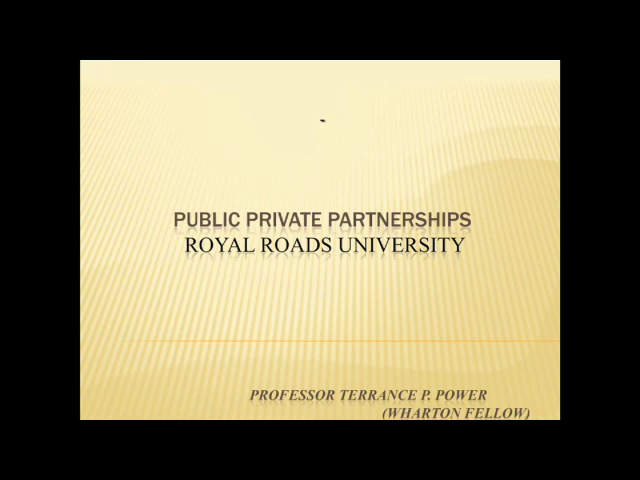 PUBLIC PRIVATE PARTNERSHIPS
ROYAL ROADS UNIVERSITY
PROFESSOR TERRANCE P. POWER
(WHARTON FELLOW)